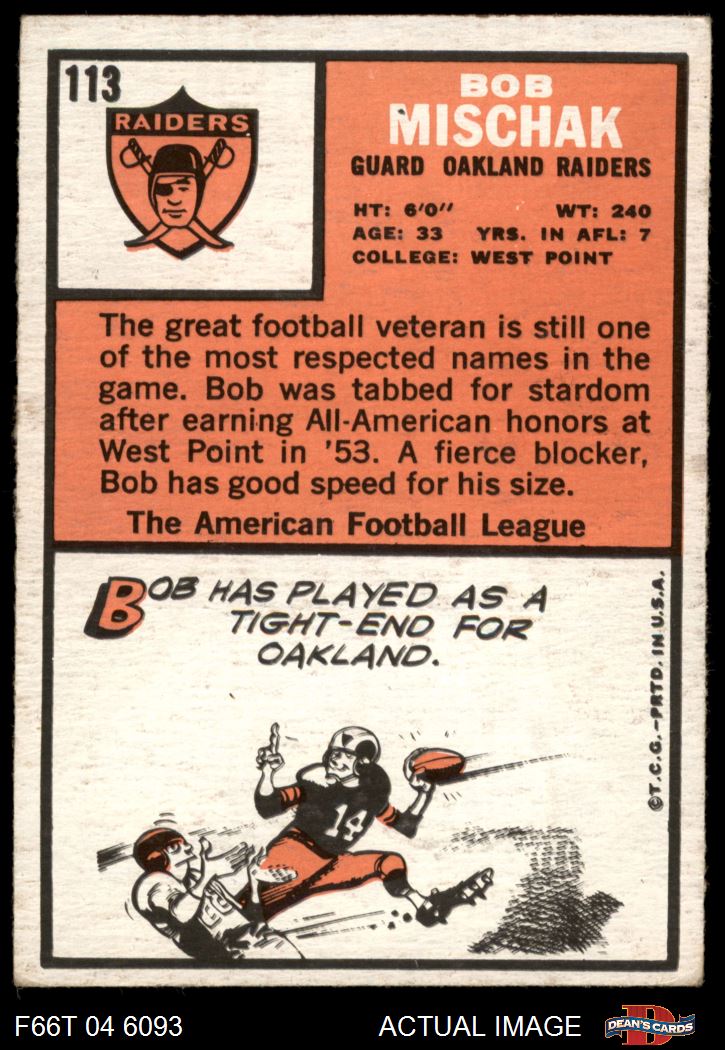 113
RAIDERS
BOB
MISCHAK
GUARD OAKLAND RAIDERS
HT: 6'0" WT: 240
AGE: 33 YRS. IN AFL: 7
COLLEGE: WEST POINT
The great football veteran is still one
of the most respected names in the
game. Bob was tabbed for stardom
after earning All-American honors at
West Point in '53. A fierce blocker,
Bob has good speed for his size.
The American Football League
BOB HAS PLAYED AS A
TIGHT-END FOR
OAKLAND.
14
©T.C.G.—PRTD. IN U.S.A.
F66T 04 6093
ACTUAL IMAGE
D
DEAN'S CARDS